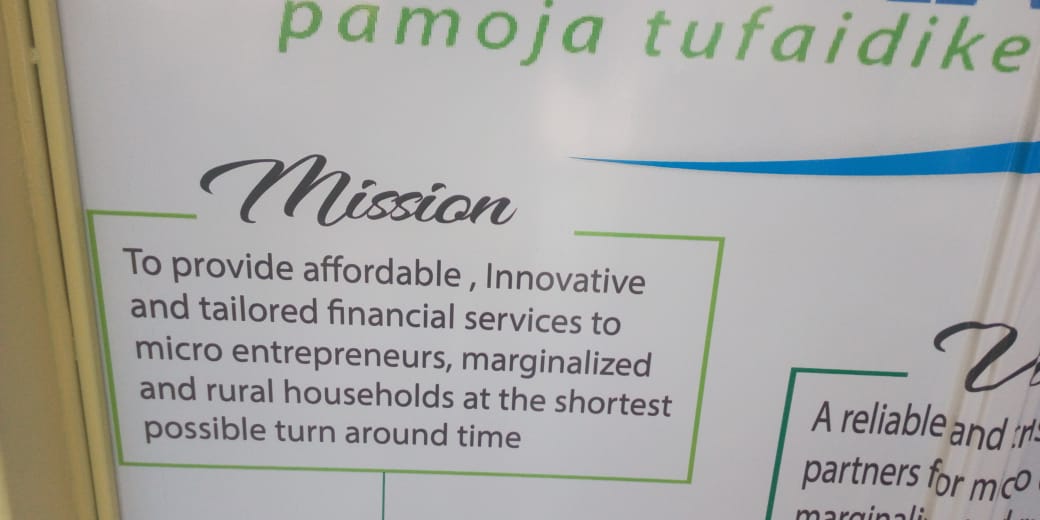 pamoja tufaidike
Mission
To provide affordable , Innovative
and tailored financial services to
micro entrepreneurs, marginalized
and rural households at the shortest
possible turn around time
A reliable and
partners for